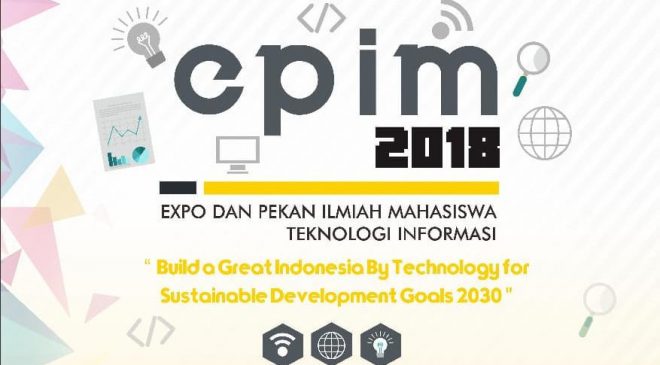 epim
2018
EXPO DAN PEKAN ILMIAH MAHASISWA
TEKNOLOGI INFORMASI
" Build a Great Indonesia By Technology for
Sustainable Development Goals 2030 "